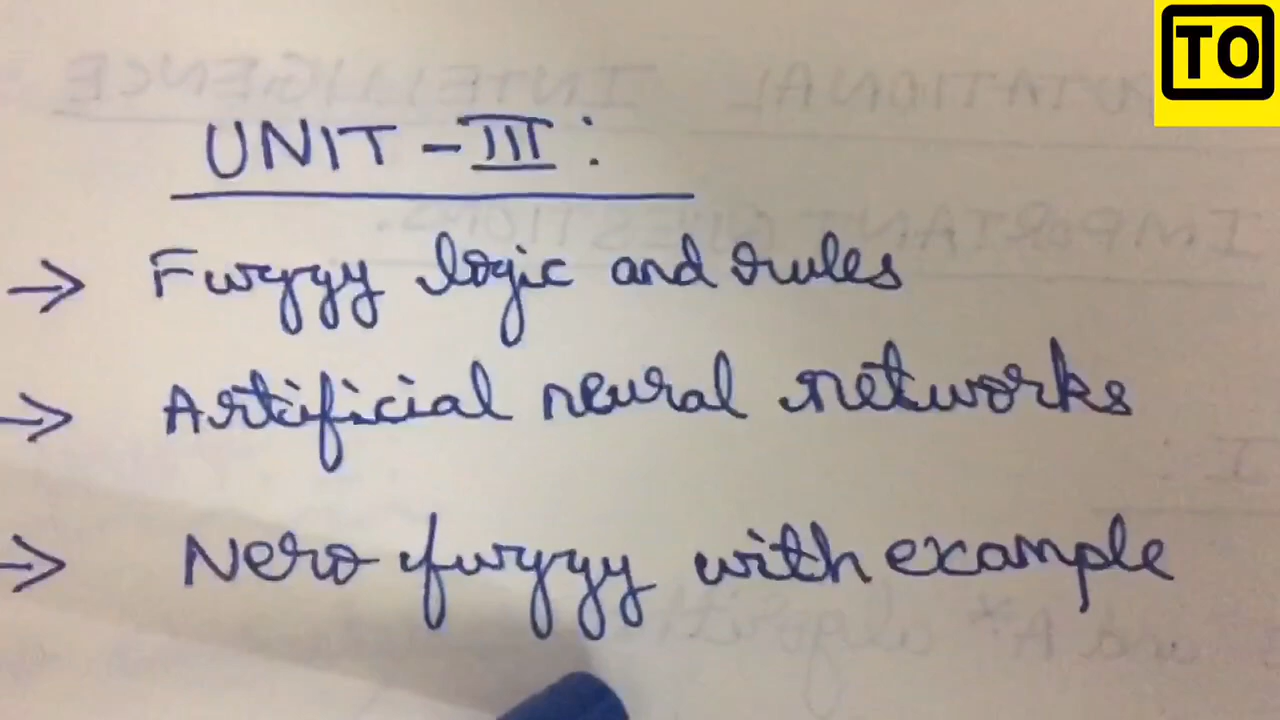 TO
UNIT - III :
→ Fuzzy logic and rules
→ Artificial neural networks
→ Nero fuzzy with example